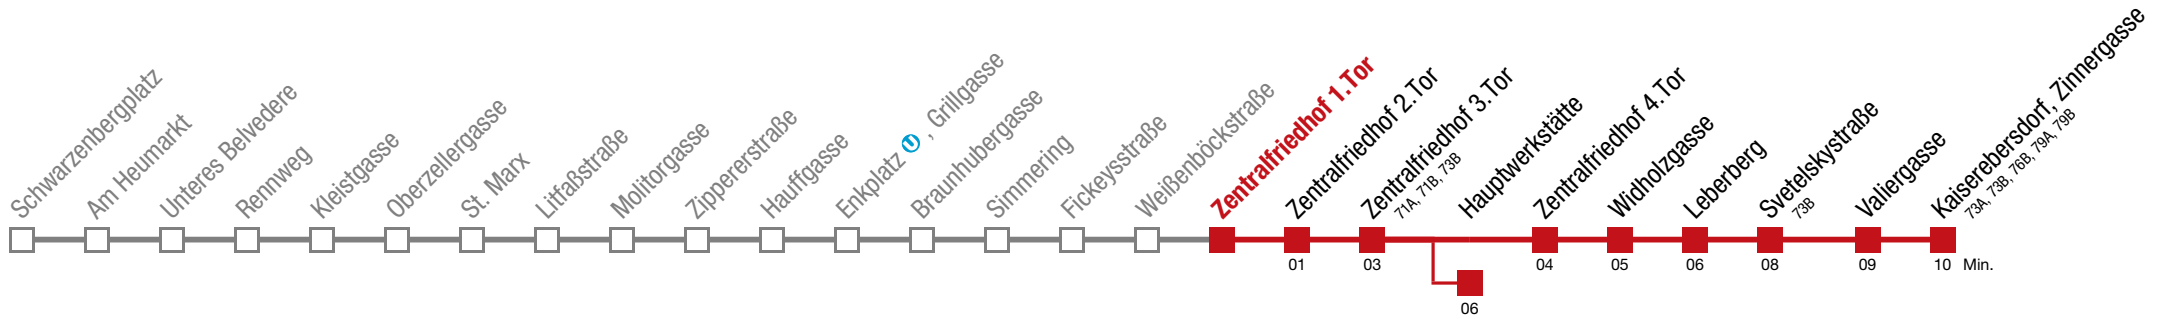 Schwarzenbergplatz
Am Heumarkt
Unteres Belvedere
Rennweg
Kleistgasse
Oberzellergasse
St. Marx
Litfaßstraße
Molitorgasse
Zippererstraße
Hauffgasse
Enkplatz U , Grillgasse
Braunhubergasse
Simmering
Fickeysstraße
Weißenböckstraße
Zentralfriedhof 1.Tor
Zentralfriedhof 2.Tor
Zentralfriedhof 3.Tor
71A, 71B, 73B
Hauptwerkstätte
Zentralfriedhof 4.Tor
Widholzgasse
Leberberg
Svetelskystraße
73B
Valiergasse
Kaiserebersdorf, Zinnergasse
73A, 73B, 76B, 79A, 79B
01 03 04 05 06 08 09 10 Min.
06